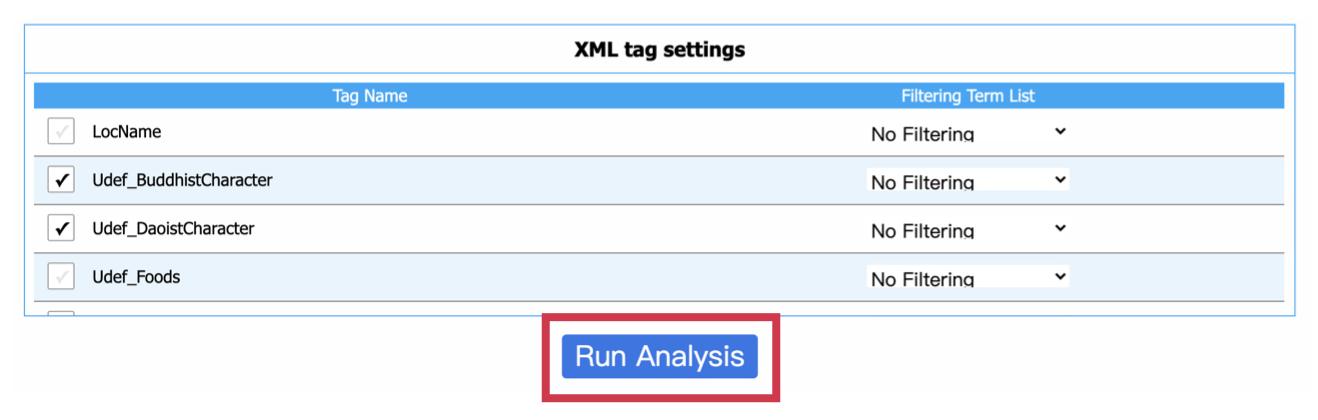 XML tag settings
Tag Name Filtering Term List
LocName No Filtering
Udef_BuddhistCharacter No Filtering
Udef_DaoistCharacter No Filtering
Udef_Foods No Filtering
Run Analysis